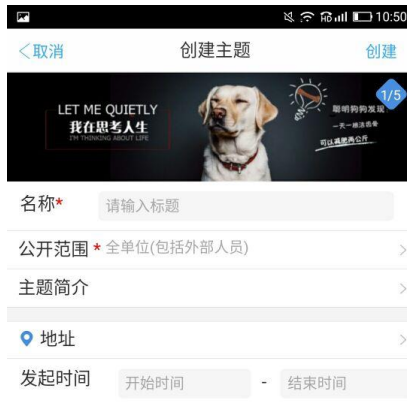 10:50
<取消 创建主题 创建
1/5
LET ME QUIETLY
我在思考人生
I'M THINKING ABOUT LIFE
聪明狗狗发现
一天一根洁齿骨
可以减肥两公斤
名称* 请输入标题
公开范围 * 全单位(包括外部人员) >
主题简介 >
地址 >
发起时间 开始时间 - 结束时间